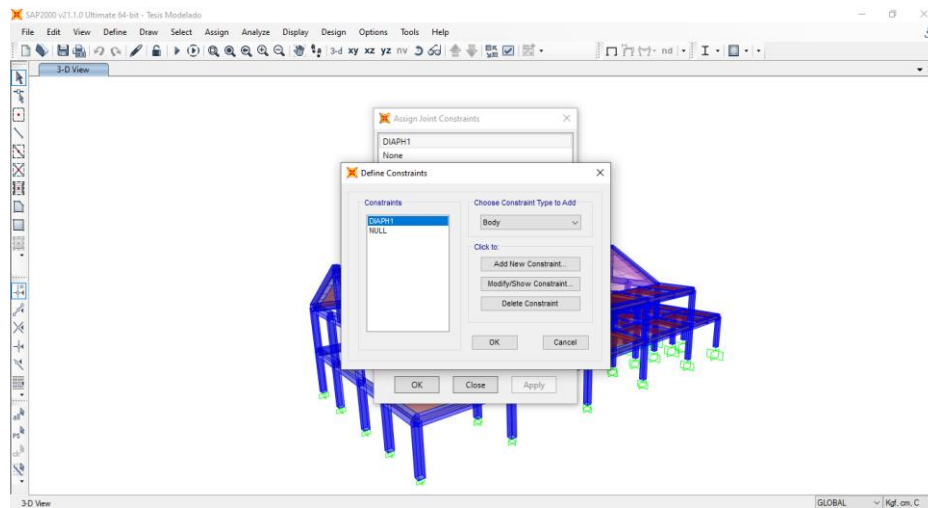 SAP2000 v21.1.0 Ultimate 64-bit - Tesis Modelado
File Edit View Define Draw Select Assign Analyze Display Design Options Tools Help
3-d xy xz yz nv
nd
3-D View
Assign Joint Constraints
DIAPH1
None
Define Constraints
Constraints
DIAPH1
NULL
Choose Constraint Type to Add
Body
Click to:
Add New Constraint...
Modify/Show Constraint...
Delete Constraint
OK Cancel
OK Close Apply
3-D View
GLOBAL
Kgf, cm, C